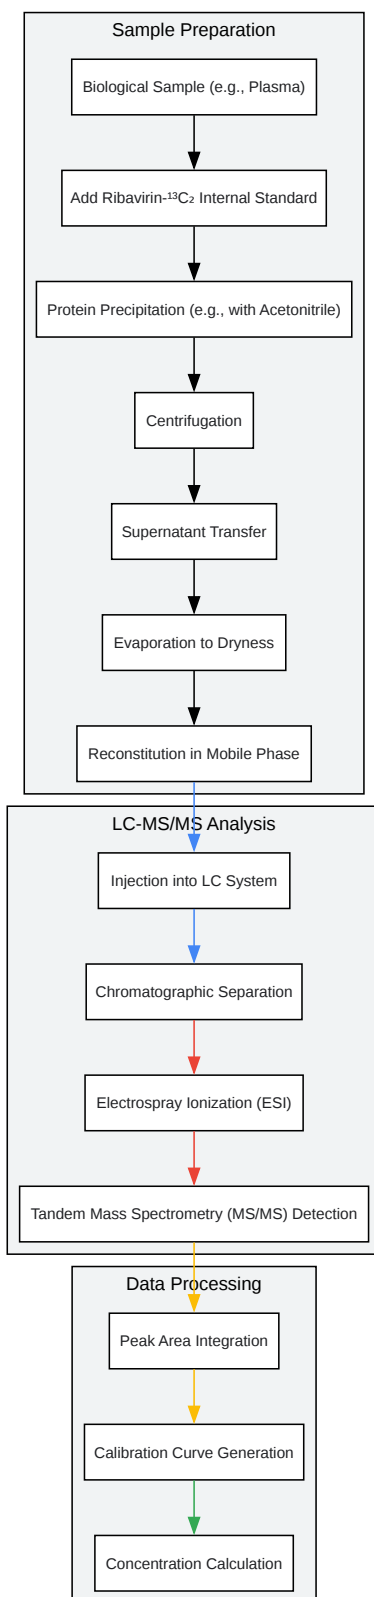 Sample Preparation
Biological Sample (e.g., Plasma)
Add Ribavirin-¹³C₂ Internal Standard
Protein Precipitation (e.g., with Acetonitrile)
Centrifugation
Supernatant Transfer
Evaporation to Dryness
Reconstitution in Mobile Phase
LC-MS/MS Analysis
Injection into LC System
Chromatographic Separation
Electrospray Ionization (ESI)
Tandem Mass Spectrometry (MS/MS) Detection
Data Processing
Peak Area Integration
Calibration Curve Generation
Concentration Calculation